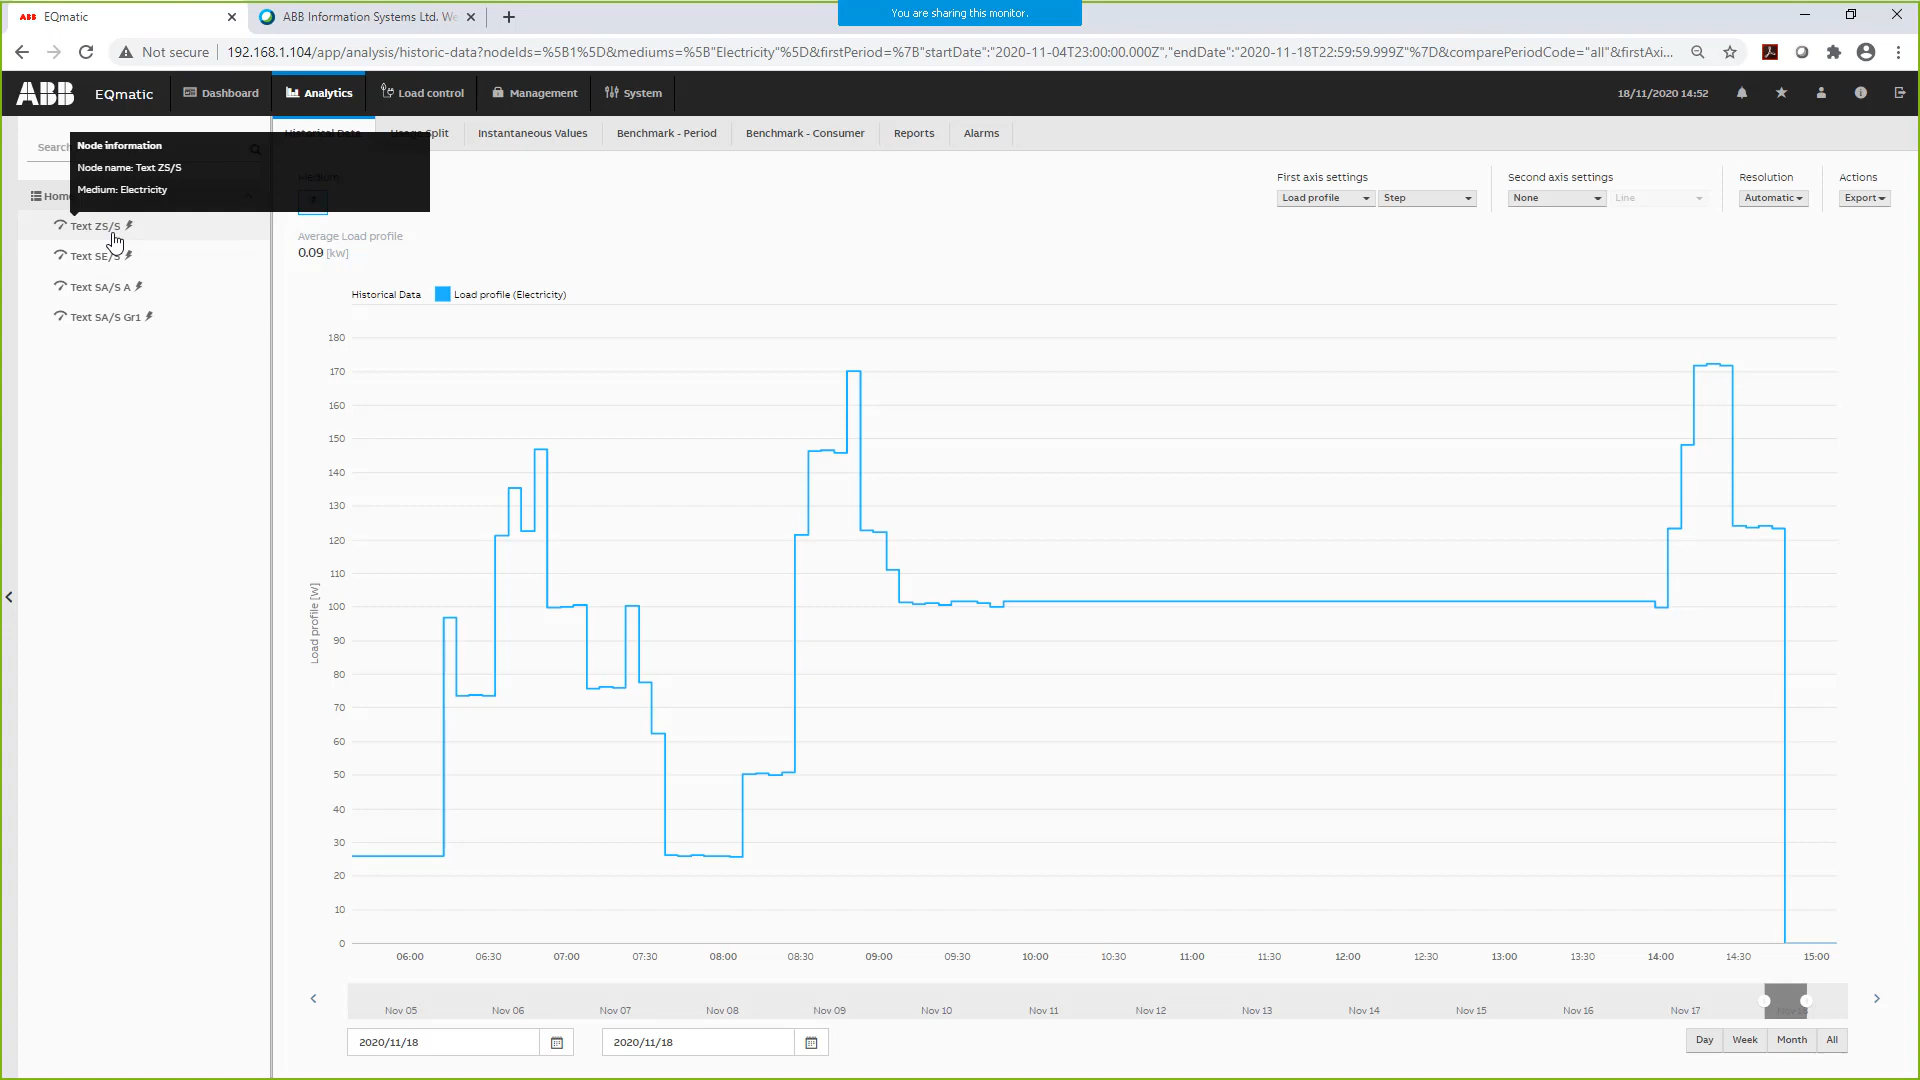 You are sharing this monitor.
ABB EQmatic
ABB Information Systems Ltd. We
Not secure
192.168.1.104/app/analysis/historic-data?nodeIds=%5B1%5D&mediums=%5B"Electricity"%5D&firstPeriod=%7B"startDate":"2020-11-04T23:00:00.000Z","endDate":"2020-11-18T22:59:59.999Z"%7D&comparePeriodCode="all"&firstAxi...
ABB EQmatic
Dashboard
Analytics
Load control
Management
System
18/11/2020 14:52
Historical Data
Usage Split
Instantaneous Values
Benchmark - Period
Benchmark - Consumer
Reports
Alarms
Search
Node information
Node name: Text ZS/S
Medium: Electricity
Home
Text ZS/S
Text SE/S
Text SA/S A
Text SA/S Gr1
Medium
First axis settings
Load profile
Step
Second axis settings
None
Line
Resolution
Automatic
Actions
Export
Average Load profile
0.09 [kW]
Historical Data
Load profile (Electricity)
Load profile [W]
180
170
160
150
140
130
120
110
100
90
80
70
60
50
40
30
20
10
0
06:00 06:30 07:00 07:30 08:00 08:30 09:00 09:30 10:00 10:30 11:00 11:30 12:00 12:30 13:00 13:30 14:00 14:30 15:00
Nov 05 Nov 06 Nov 07 Nov 08 Nov 09 Nov 10 Nov 11 Nov 12 Nov 13 Nov 14 Nov 15 Nov 16 Nov 17
2020/11/18
2020/11/18
Day Week Month All